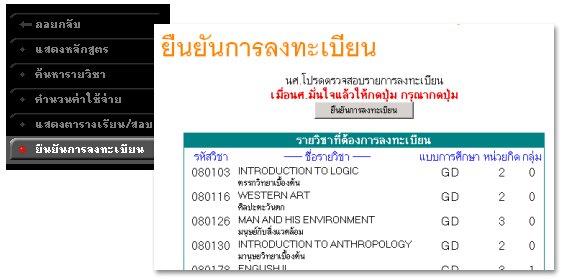 ถอยกลับ
แสดงหลักสูตร
ค้นหารายวิชา
คำนวนค่าใช้จ่าย
แสดงตารางเรียน/สอบ
ยืนยันการลงทะเบียน
ยืนยันการลงทะเบียน
นศ.โปรดตรวจสอบรายการลงทะเบียน
เมื่อนศ.มั่นใจแล้วให้กดปุ่ม กรุณากดปุ่ม
ยืนยันการลงทะเบียน
รายวิชาที่ต้องการลงทะเบียน
รหัสวิชา ── ชื่อรายวิชา ── แบบการศึกษา หน่วยกิต กลุ่ม
080103 INTRODUCTION TO LOGIC GD 2 0
ตรรกวิทยาเบื้องต้น
080116 WESTERN ART GD 2 0
ศิลปะตะวันตก
080126 MAN AND HIS ENVIRONMENT GD 3 0
มนุษย์กับสิ่งแวดล้อม
080130 INTRODUCTION TO ANTHROPOLOGY GD 2 0
มานุษยวิทยาเบื้องต้น
080178 ENGLISH II GD 3 1